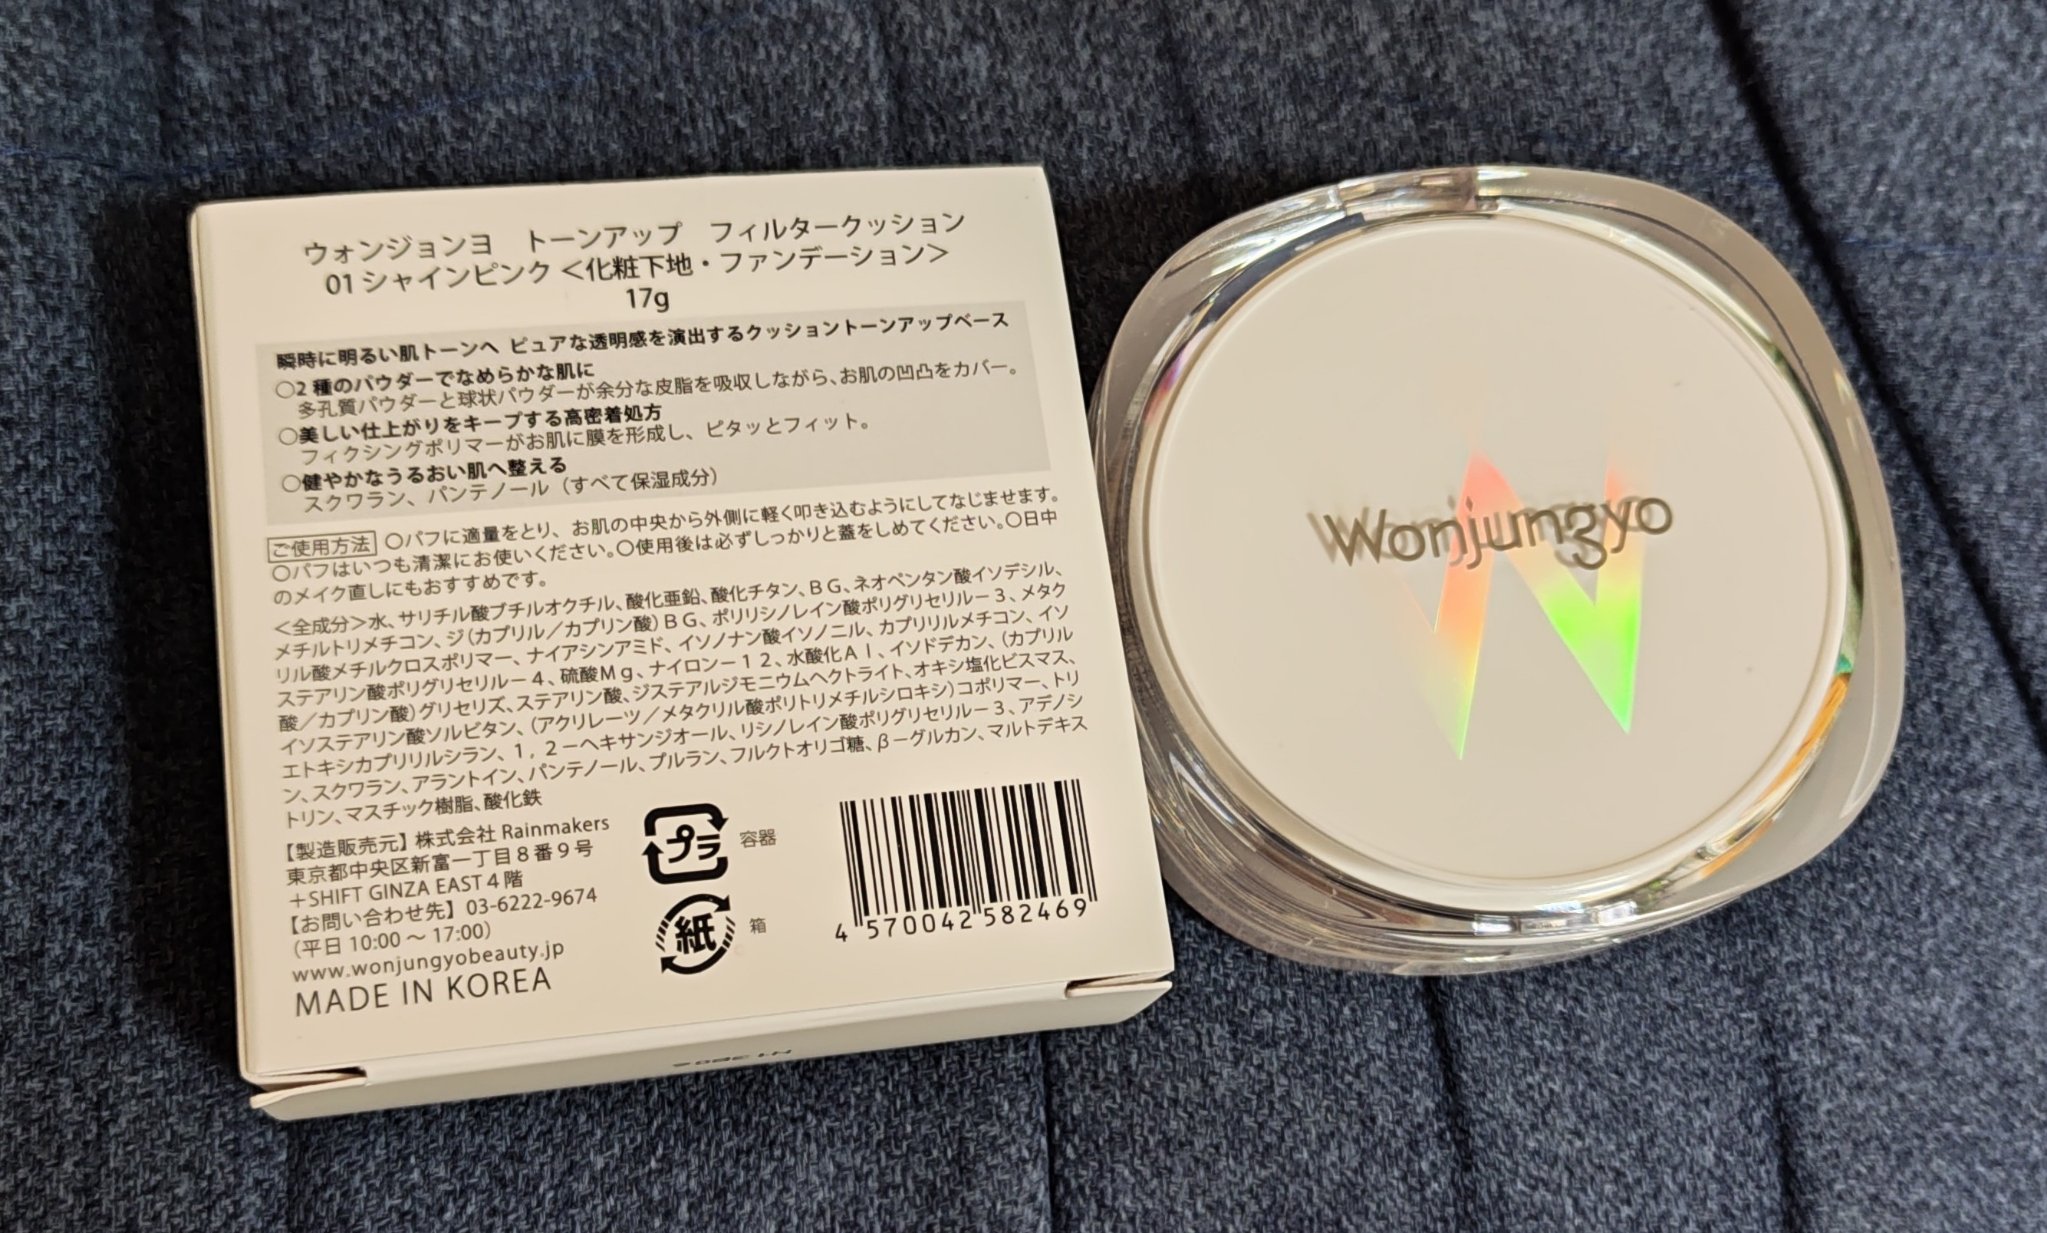 ウォンジョンヨ　トーンアップ　フィルタークッション
01 シャインピンク＜化粧下地・ファンデーション＞
17g
瞬時に明るい肌トーンへ ピュアな透明感を演出するクッショントーンアップベース
○2 種のパウダーでなめらかな肌に
多孔質パウダーと球状パウダーが余分な皮脂を吸収しながら、お肌の凹凸をカバー。
○美しい仕上がりをキープする高密着処方
フィクシングポリマーがお肌に膜を形成し、ピタッとフィット。
○健やかなうるおい肌へ整える
スクワラン、パンテノール（すべて保湿成分）
ご使用方法 ○パフに適量をとり、お肌の中央から外側に軽く叩き込むようにしてなじませます。
○パフはいつも清潔にお使いください。○使用後は必ずしっかりと蓋をしめてください。○日中
のメイク直しにもおすすめです。
＜全成分＞水、サリチル酸ブチルオクチル、酸化亜鉛、酸化チタン、ＢＧ、ネオペンタン酸イソデシル、
メチルトリメチコン、ジ（カプリル／カプリン酸）ＢＧ、ポリリシノレイン酸ポリグリセリル－３、メタク
リル酸メチルクロスポリマー、ナイアシンアミド、イソノナン酸イソノニル、カプリリルメチコン、イソ
ステアリン酸ポリグリセリル－４、硫酸Ｍｇ、ナイロン－１２、水酸化Ａｌ、イソドデカン、（カプリル
酸／カプリン酸）グリセリズ、ステアリン酸、ジステアルジモニウムヘクトライト、オキシ塩化ビスマス、
イソステアリン酸ソルビタン、（アクリレーツ／メタクリル酸ポリトリメチルシロキシ）コポリマー、トリ
エトキシカプリリルシラン、１，２－ヘキサンジオール、リシノレイン酸ポリグリセリル－３、アデノシ
ン、スクワラン、アラントイン、パンテノール、プルラン、フルクトオリゴ糖、β－グルカン、マルトデキス
トリン、マスチック樹脂、酸化鉄
【製造販売元】株式会社 Rainmakers
東京都中央区新富一丁目８番９号
＋SHIFT GINZA EAST４階
【お問い合わせ先】03-6222-9674
（平日 10:00 ～ 17:00）
www.wonjungyobeauty.jp
MADE IN KOREA
プラ 容器
紙 箱
4 570042 582469
Wonjungyo
W